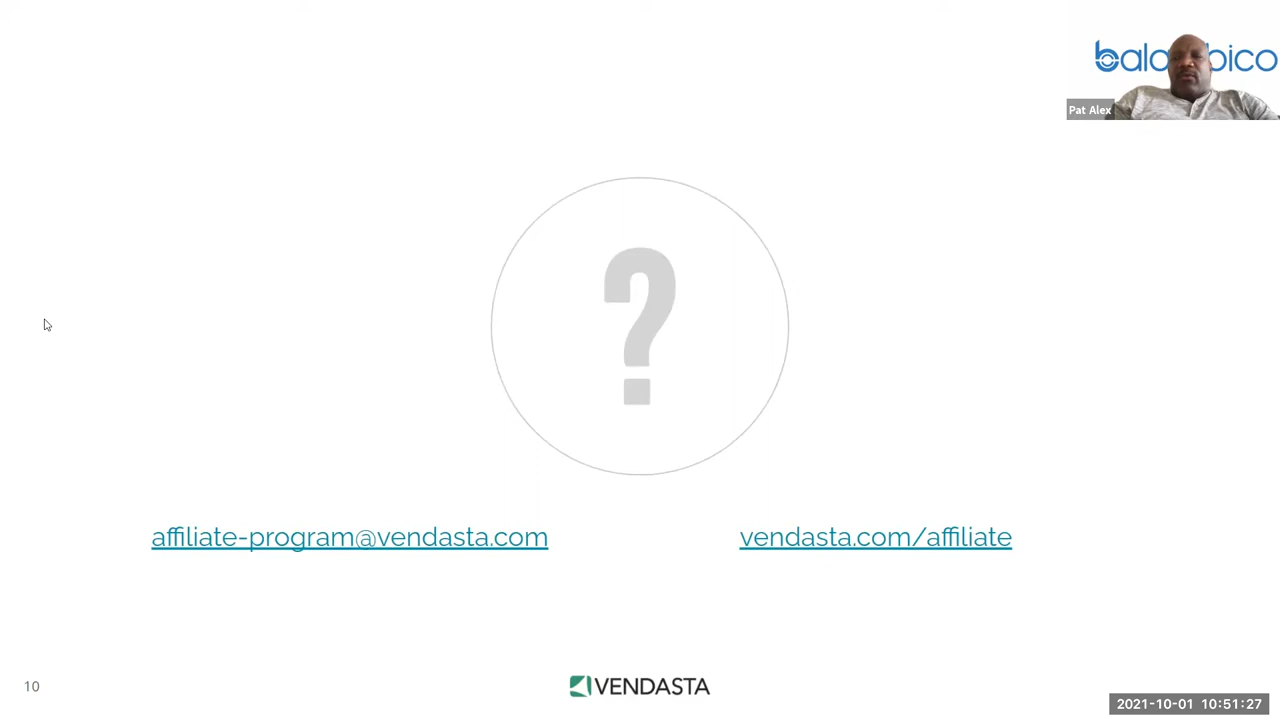 Pat Alex
?
affiliate-program@vendasta.com
vendasta.com/affiliate
10
VENDASTA
2021-10-01 10:51:27